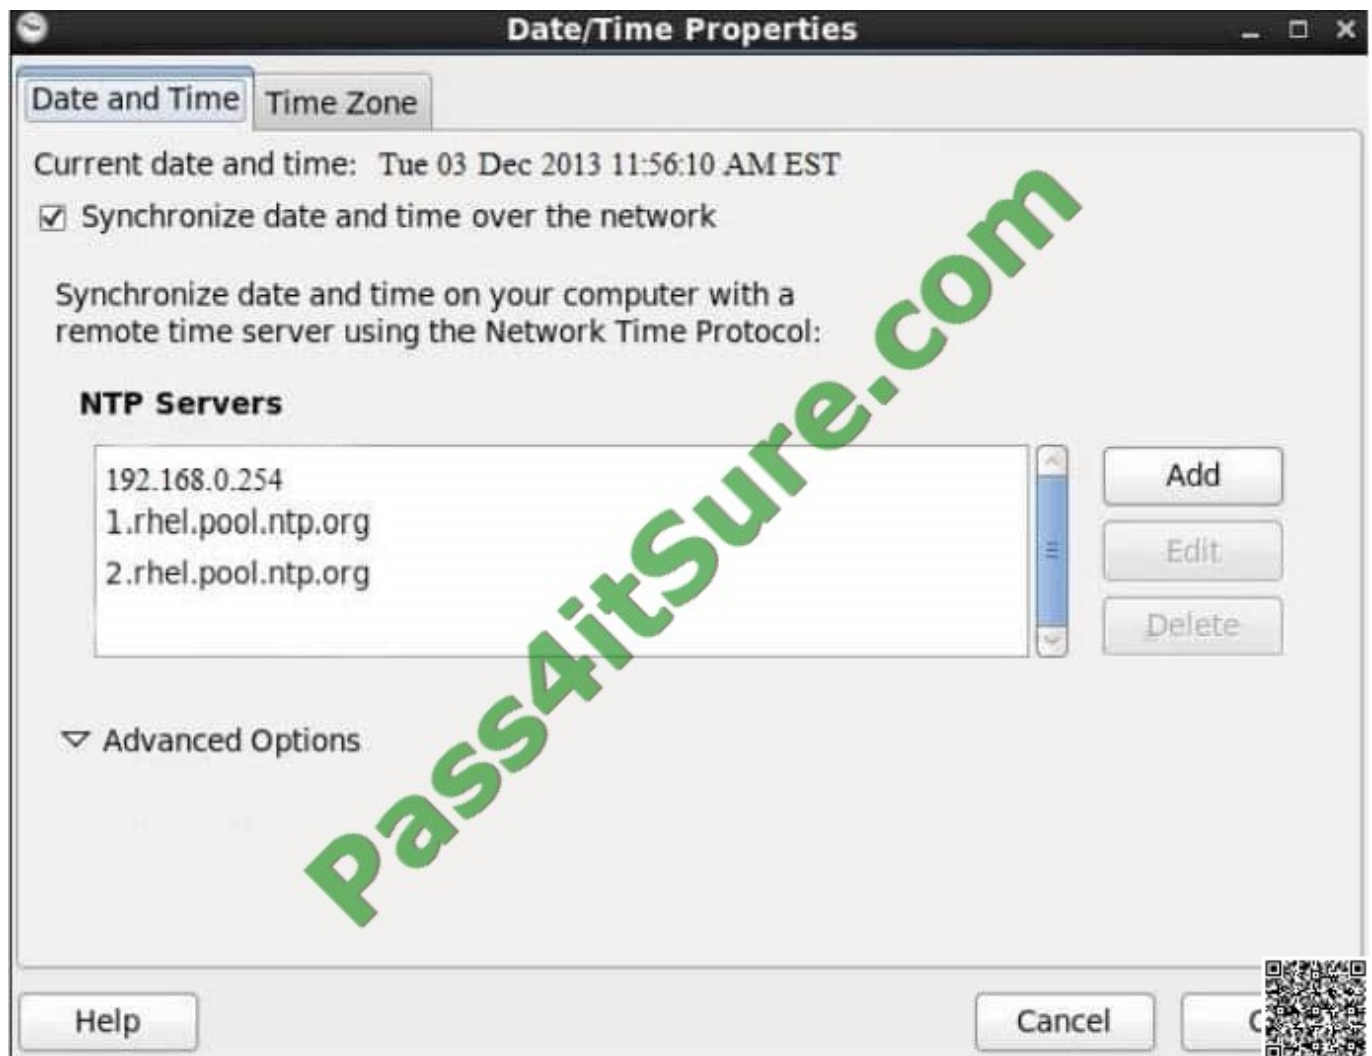 Date/Time Properties
Date and Time
Time Zone
Current date and time: Tue 03 Dec 2013 11:56:10 AM EST
Synchronize date and time over the network
Synchronize date and time on your computer with a
remote time server using the Network Time Protocol:
NTP Servers
192.168.0.254
1.rhel.pool.ntp.org
2.rhel.pool.ntp.org
Add
Edit
Delete
Advanced Options
Pass4itSure.com
Help
Cancel